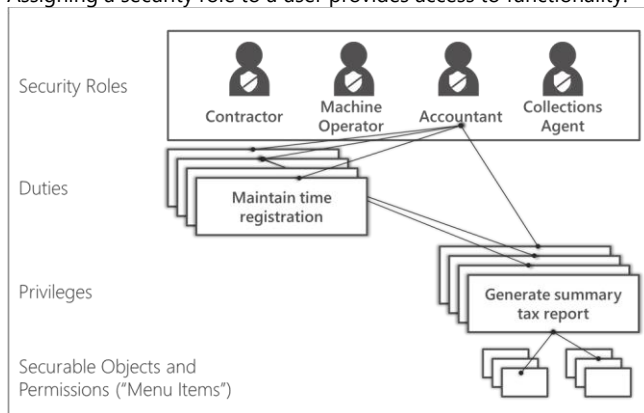 Assigning a security role to a user provides access to functionality.
Security Roles
Contractor
Machine
Operator
Accountant
Collections
Agent
Duties
Maintain time
registration
Privileges
Generate summary
tax report
Securable Objects and
Permissions ("Menu Items")